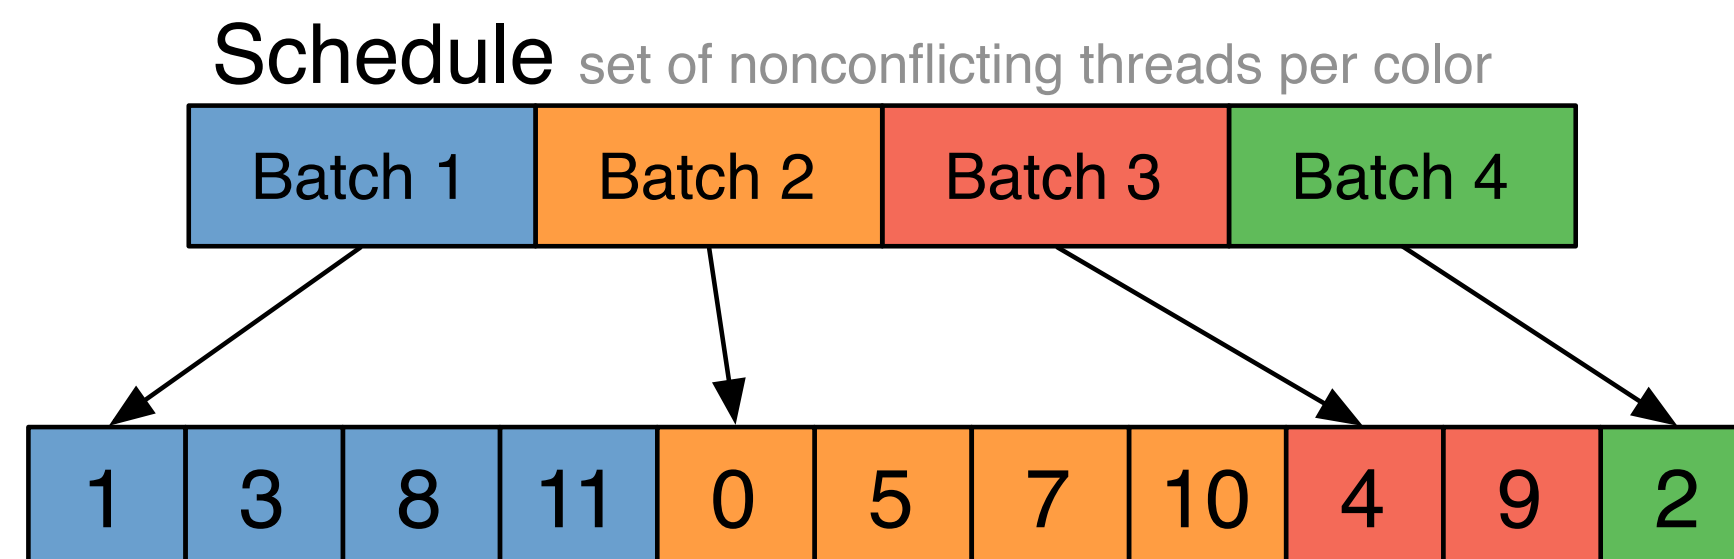 Schedule set of nonconflicting threads per color
Batch 1 Batch 2 Batch 3 Batch 4
1 3 8 11 0 5 7 10 4 9 2